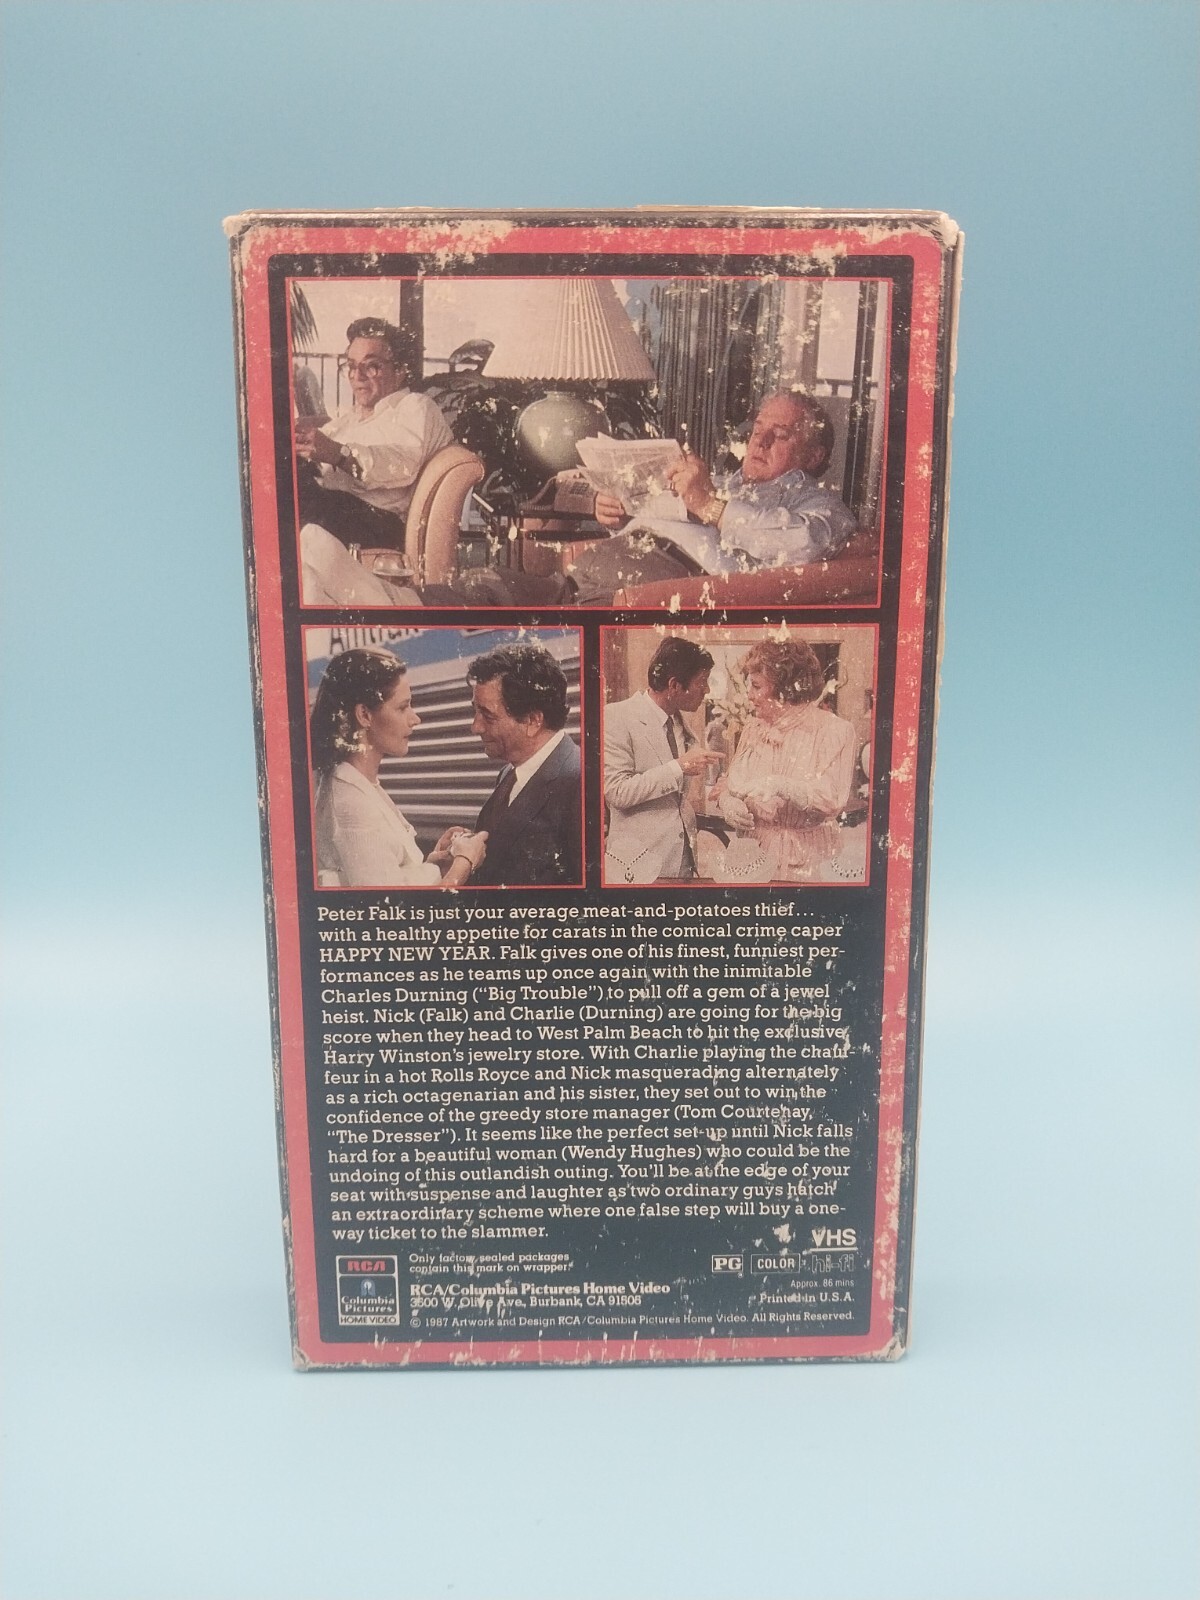 Amtrak
Peter Falk is just your average meat-and-potatoes thief...
with a healthy appetite for carats in the comical crime caper
HAPPY NEW YEAR. Falk gives one of his finest, funniest per-
formances as he teams up once again with the inimitable
Charles Durning ("Big Trouble") to pull off a gem of a jewel
heist. Nick (Falk) and Charlie (Durning) are going for the big
score when they head to West Palm Beach to hit the exclusive
Harry Winston's jewelry store. With Charlie playing the chauf-
feur in a hot Rolls Royce and Nick masquerading alternately
as a rich octagenarian and his sister, they set out to win the
confidence of the greedy store manager (Tom Courtenay,
"The Dresser"). It seems like the perfect set-up until Nick falls
hard for a beautiful woman (Wendy Hughes) who could be the
undoing of this outlandish outing. You'll be at the edge of your
seat with suspense and laughter as two ordinary guys hatch
an extraordinary scheme where one false step will buy a one-
way ticket to the slammer.
VHS
RCA
Columbia
Pictures
HOME VIDEO
Only factory sealed packages
contain this mark on wrapper.
PG COLOR hi-fi
RCA/Columbia Pictures Home Video
3500 W. Olive Ave., Burbank, CA 91505
Approx. 86 mins
Printed in U.S.A.
© 1987 Artwork and Design RCA/Columbia Pictures Home Video. All Rights Reserved.